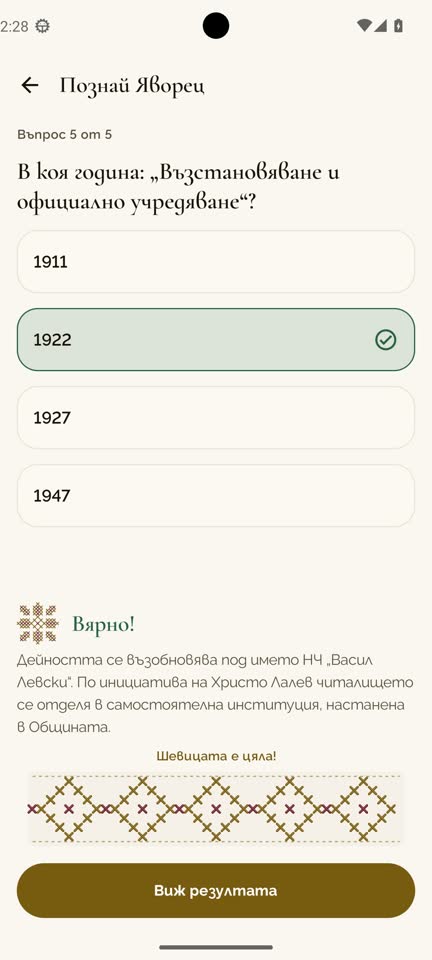 2:28
Познай Яворец
Въпрос 5 от 5
В коя година: „Възстановяване и
официално учредяване“?
1911
1922
1927
1947
Вярно!
Дейността се възобновява под името НЧ „Васил
Левски“. По инициатива на Христо Лалев читалището
се отделя в самостоятелна институция, настанена
в Общината.
Шевицата е цяла!
Виж резултата